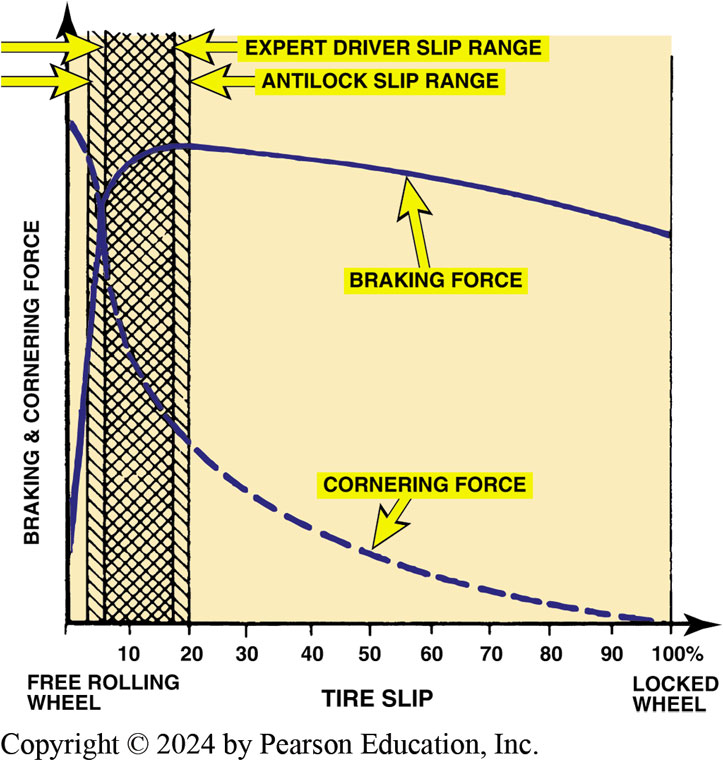 EXPERT DRIVER SLIP RANGE
ANTILOCK SLIP RANGE
BRAKING & CORNERING FORCE
BRAKING FORCE
CORNERING FORCE
10 20 30 40 50 60 70 80 90 100%
FREE ROLLING
WHEEL
TIRE SLIP
LOCKED
WHEEL
Copyright © 2024 by Pearson Education, Inc.